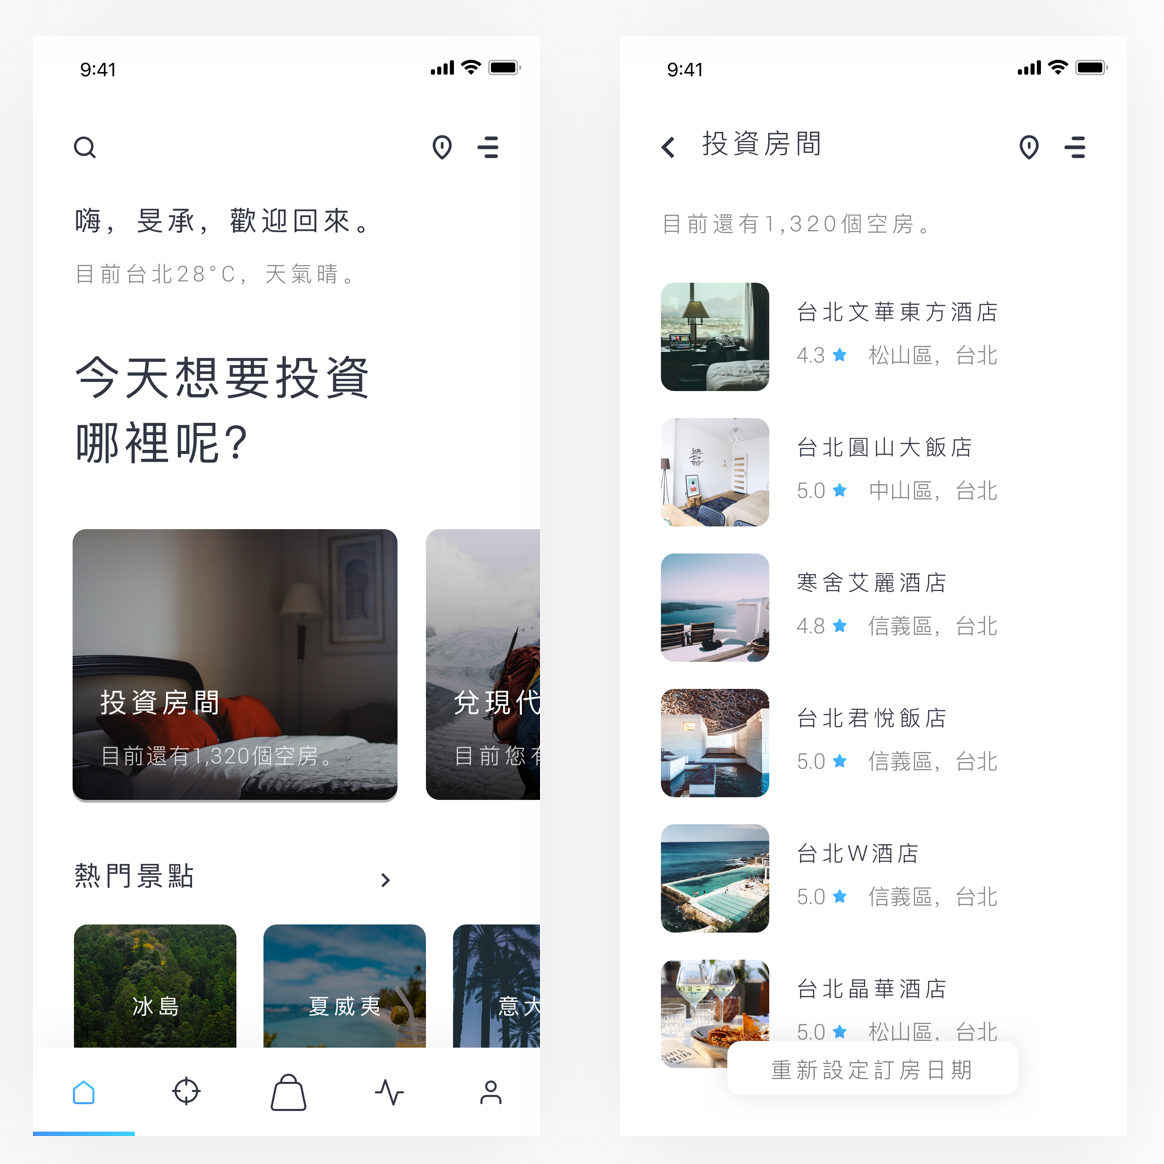 9:41
嗨，旻承，歡迎回來。
目前台北28°C，天氣晴。
今天想要投資
哪裡呢?
投資房間
目前還有1,320個空房。
兌現代
目前您有
熱門景點
冰島
夏威夷
意大
9:41
投資房間
目前還有1,320個空房。
台北文華東方酒店
4.3 ★ 松山區，台北
台北圓山大飯店
5.0 ★ 中山區，台北
寒舍艾麗酒店
4.8 ★ 信義區，台北
台北君悅飯店
5.0 ★ 信義區，台北
台北W酒店
5.0 ★ 信義區，台北
台北晶華酒店
5.0 ★ 松山區，台北
重新設定訂房日期